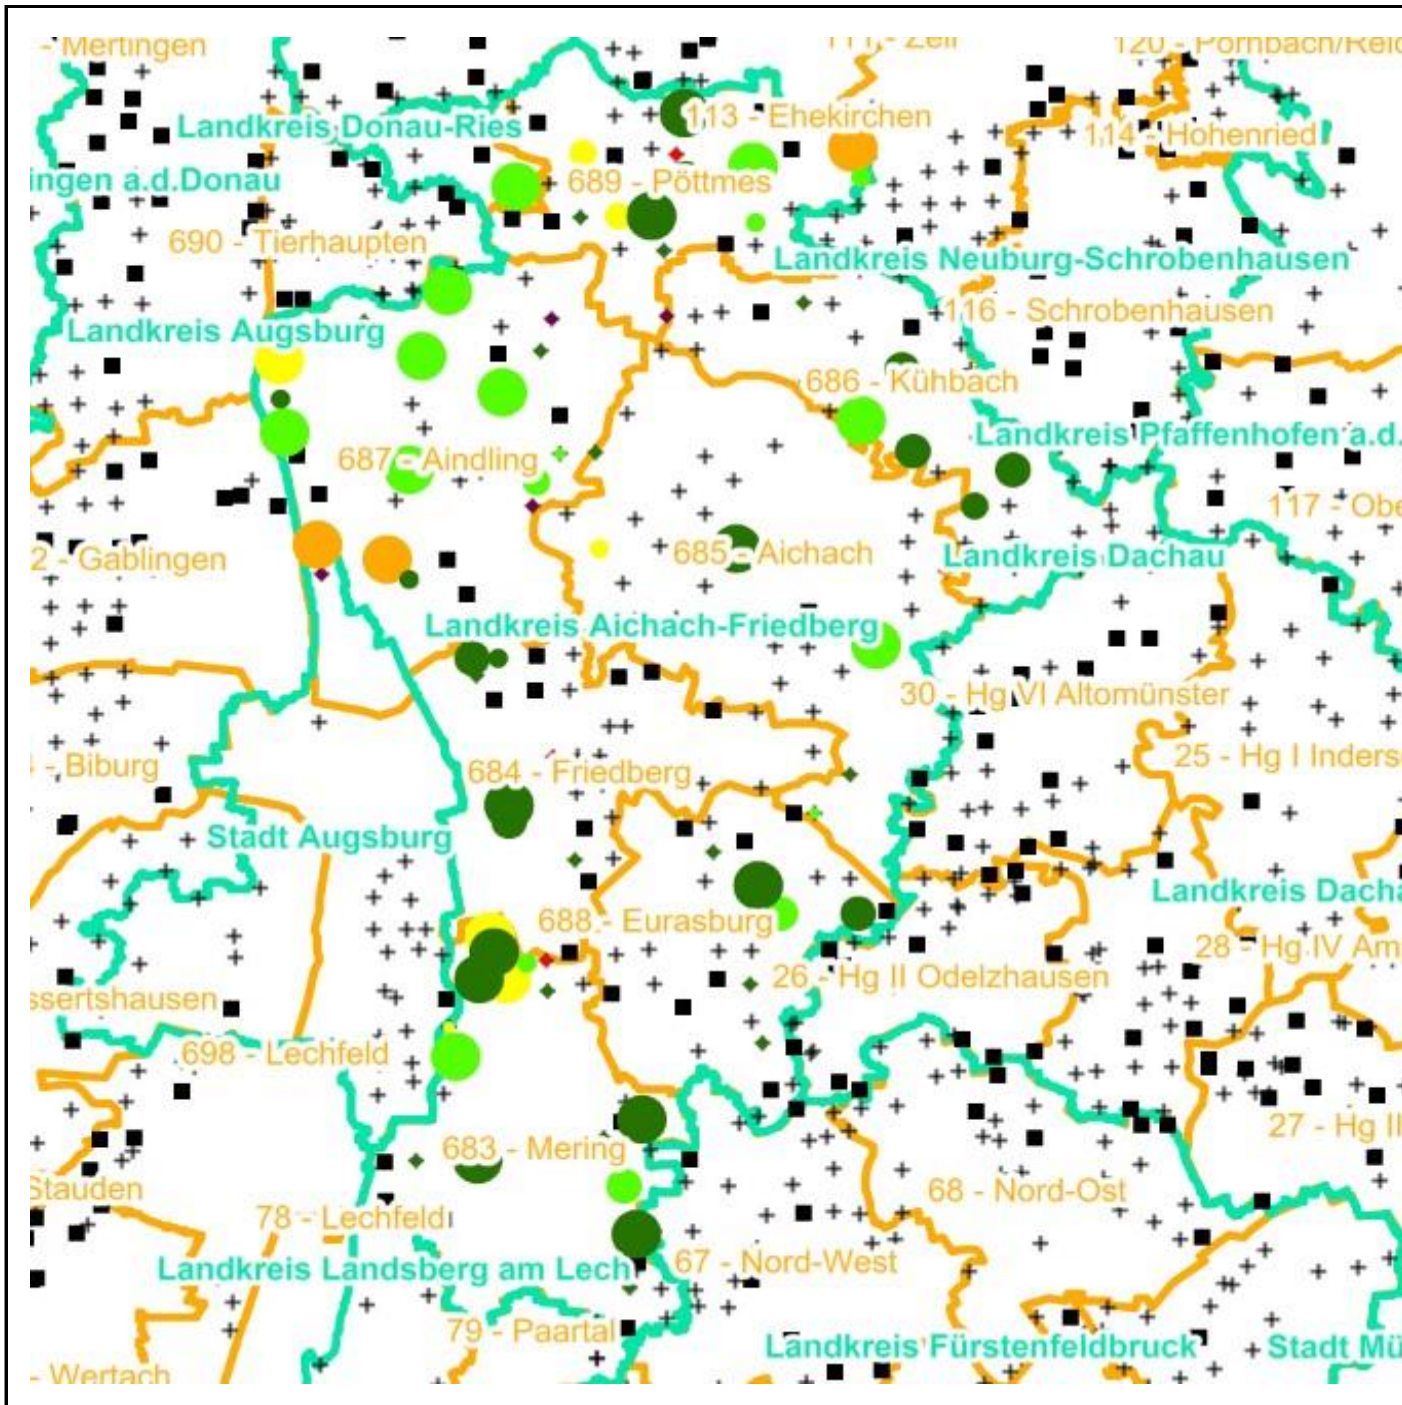 - Mertingen
120 - Pörnbach/Reic
113 - Ehekirchen
Landkreis Donau-Ries
114 - Hohenried
ingen a.d.Donau
689 - Pöttmes
690 - Tierhaupten
Landkreis Neuburg-Schrobenhausen
116 - Schrobenhausen
Landkreis Augsburg
686 - Kühbach
Landkreis Pfaffenhofen a.d.
687 - Aindling
117 - Obe
2 - Gablingen
685 - Aichach
Landkreis Dachau
Landkreis Aichach-Friedberg
30 - Hg VI Altomünster
25 - Hg I Inders
- Biburg
684 - Friedberg
Stadt Augsburg
Landkreis Dacha
688 - Eurasburg
28 - Hg IV Am
26 - Hg II Odelzhausen
ssertshausen
698 - Lechfeld
27 - Hg II
683 - Mering
Stauden
68 - Nord-Ost
78 - Lechfeld
67 - Nord-West
Landkreis Landsberg am Lech
79 - Paartal
Landkreis Fürstenfeldbruck
Stadt Mü
- Wertach